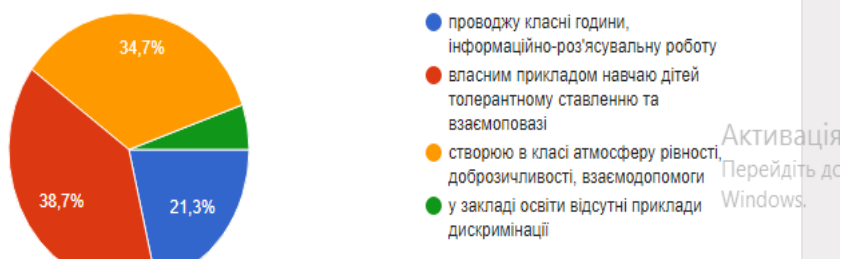 34,7%
38,7%
21,3%
проводжу класні години,
інформаційно-роз'ясувальну роботу
власним прикладом навчаю дітей
толерантному ставленню та
взаємоповазі
створюю в класі атмосферу рівності,
доброзичливості, взаємодопомоги
у закладі освіти відсутні приклади
дискримінації
Активація
Перейдіть до
Windows.